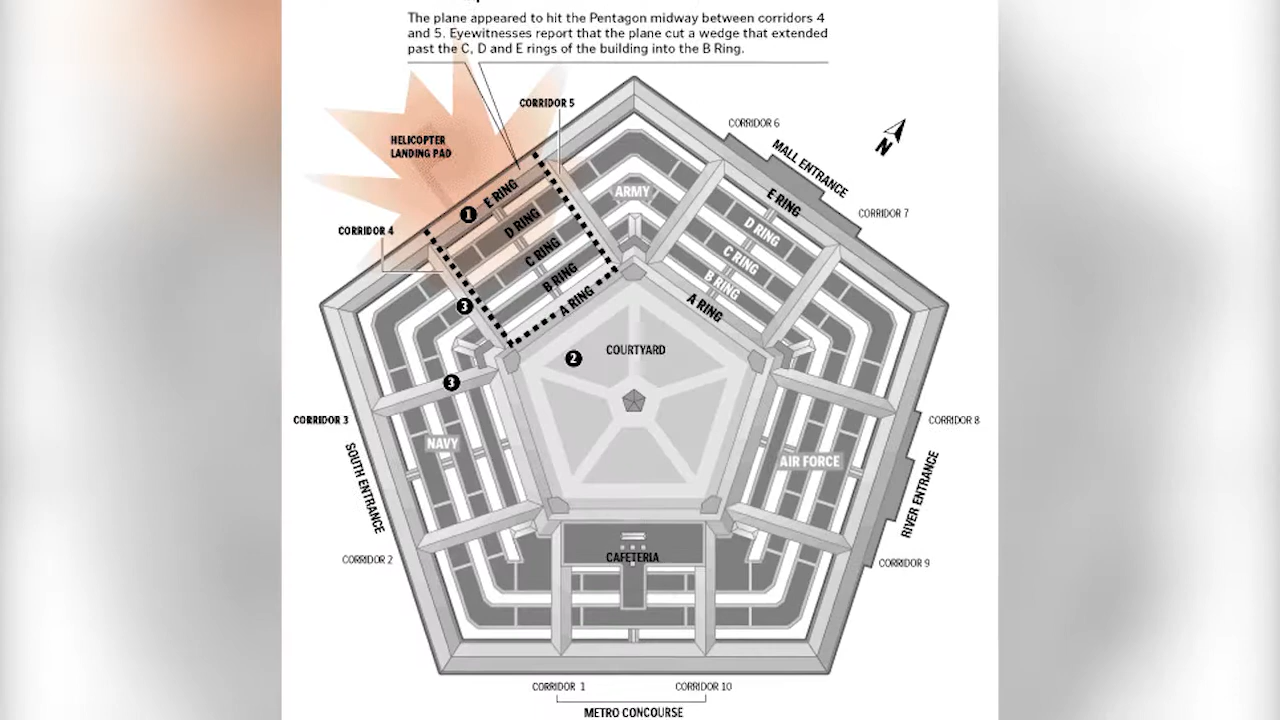 The plane appeared to hit the Pentagon midway between corridors 4
and 5. Eyewitnesses report that the plane cut a wedge that extended
past the C, D and E rings of the building into the B Ring.
CORRIDOR 5
CORRIDOR 6
HELICOPTER
LANDING PAD
N
MALL ENTRANCE
1
E RING
ARMY
E RING
CORRIDOR 7
CORRIDOR 4
D RING
D RING
C RING
C RING
B RING
B RING
3
A RING
A RING
2
COURTYARD
3
CORRIDOR 3
CORRIDOR 8
NAVY
AIR FORCE
SOUTH ENTRANCE
RIVER ENTRANCE
CORRIDOR 2
CAFETERIA
CORRIDOR 9
CORRIDOR 1
CORRIDOR 10
METRO CONCOURSE